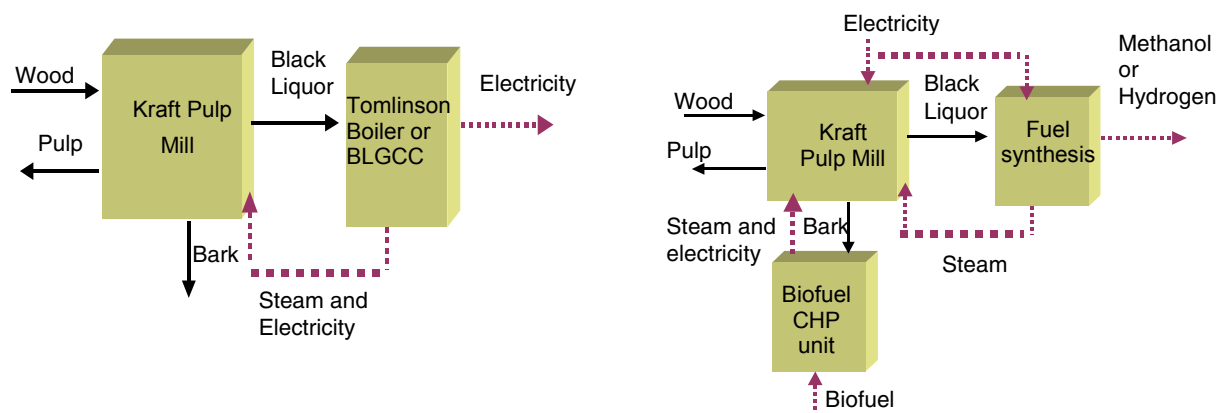 Wood
Pulp
Kraft Pulp
Mill
Black
Liquor
Tomlinson
Boiler or
BLGCC
Electricity
Bark
Steam and
Electricity
Electricity
Methanol
or
Hydrogen
Wood
Pulp
Kraft
Pulp Mill
Black
Liquor
Fuel
synthesis
Steam and
electricity
Bark
Steam
Biofuel
CHP
unit
Biofuel